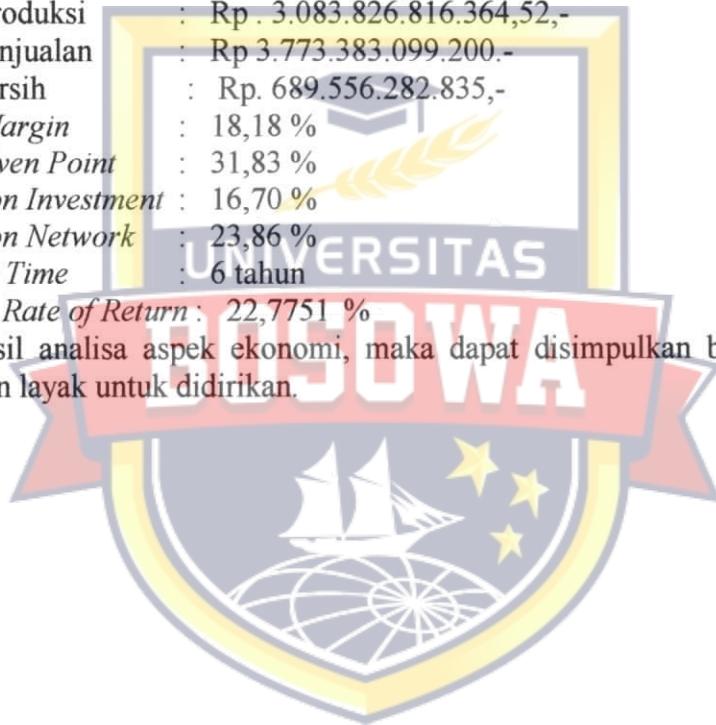 roduksi : Rp . 3.083.826.816.364,52,-
njualan : Rp 3.773.383.099.200.-
rsih : Rp. 689.556.282.835,-
argin : 18,18 %
ven Point : 31,83 %
on Investment : 16,70 %
on Network : 23,86 %
Time : 6 tahun
Rate of Return : 22,7751 %
sil analisa aspek ekonomi, maka dapat disimpulkan b
n layak untuk didirikan.
UNIVERSITAS
BOSOWA